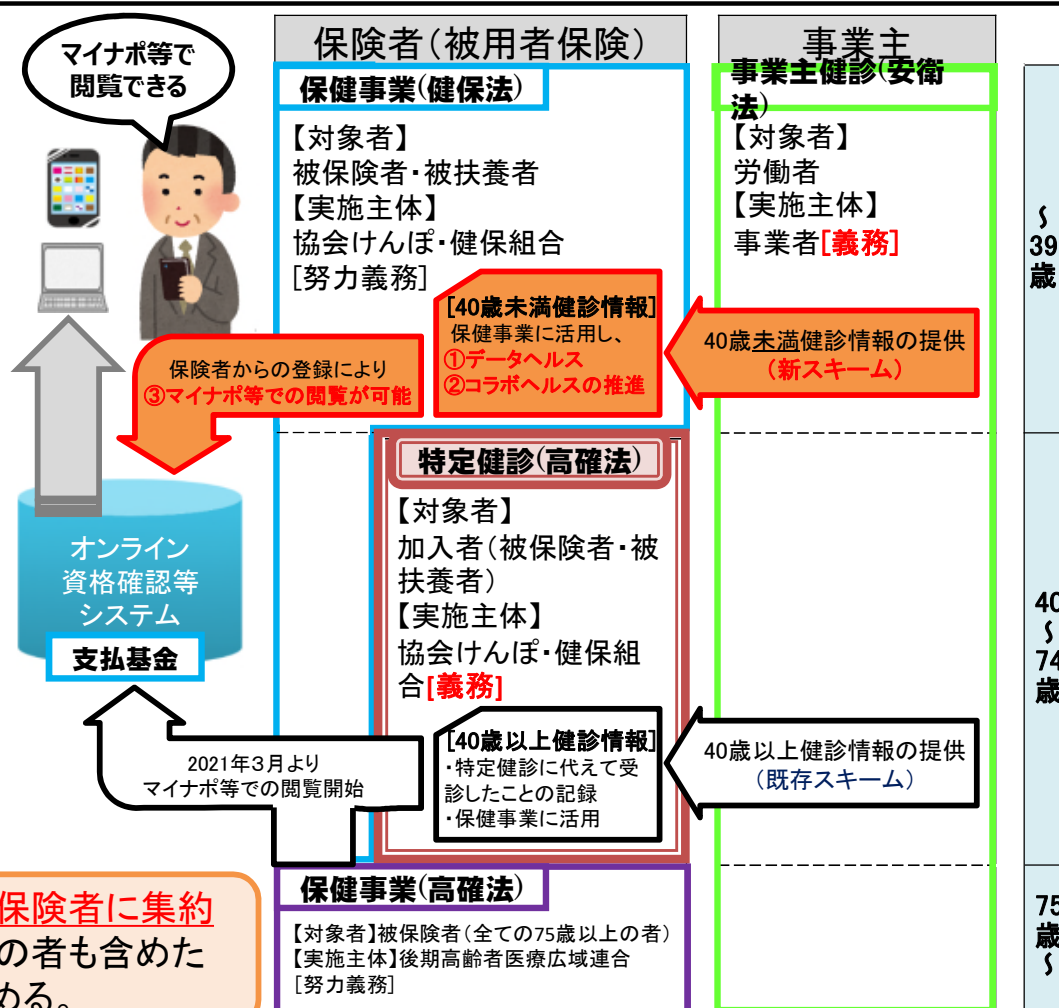 マイナポ等で
閲覧できる
保険者(被用者保険)
事業主
保健事業(健保法)
【対象者】
被保険者・被扶養者
【実施主体】
協会けんぽ・健保組合
[努力義務]
事業主健診(安衛
法)
【対象者】
労働者
【実施主体】
事業者[義務]
~
39
歳
[40歳未満健診情報]
保健事業に活用し、
①データヘルス
②コラボヘルスの推進
40歳未満健診情報の提供
(新スキーム)
保険者からの登録により
③マイナポ等での閲覧が可能
特定健診(高確法)
【対象者】
加入者(被保険者・被
扶養者)
【実施主体】
協会けんぽ・健保組
合[義務]
オンライン
資格確認等
システム
支払基金
40
~
74
歳
[40歳以上健診情報]
・特定健診に代えて受
診したことの記録
・保健事業に活用
40歳以上健診情報の提供
(既存スキーム)
2021年3月より
マイナポ等での閲覧開始
保健事業(高確法)
【対象者】被保険者(全ての75歳以上の者)
【実施主体】後期高齢者医療広域連合
[努力義務]
75
歳
~
保険者に集約
の者も含めた
める。